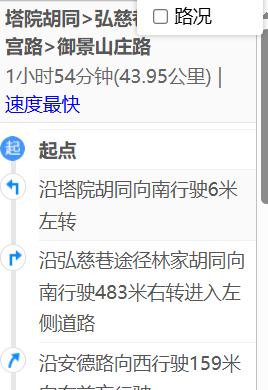 塔院胡同>弘慈
路况
宫路>御景山庄路
1小时54分钟(43.95公里) |
速度最快
起 起点
沿塔院胡同向南行驶6米
左转
沿弘慈巷途径林家胡同向
南行驶483米右转进入左
侧道路
沿安德路向西行驶159米